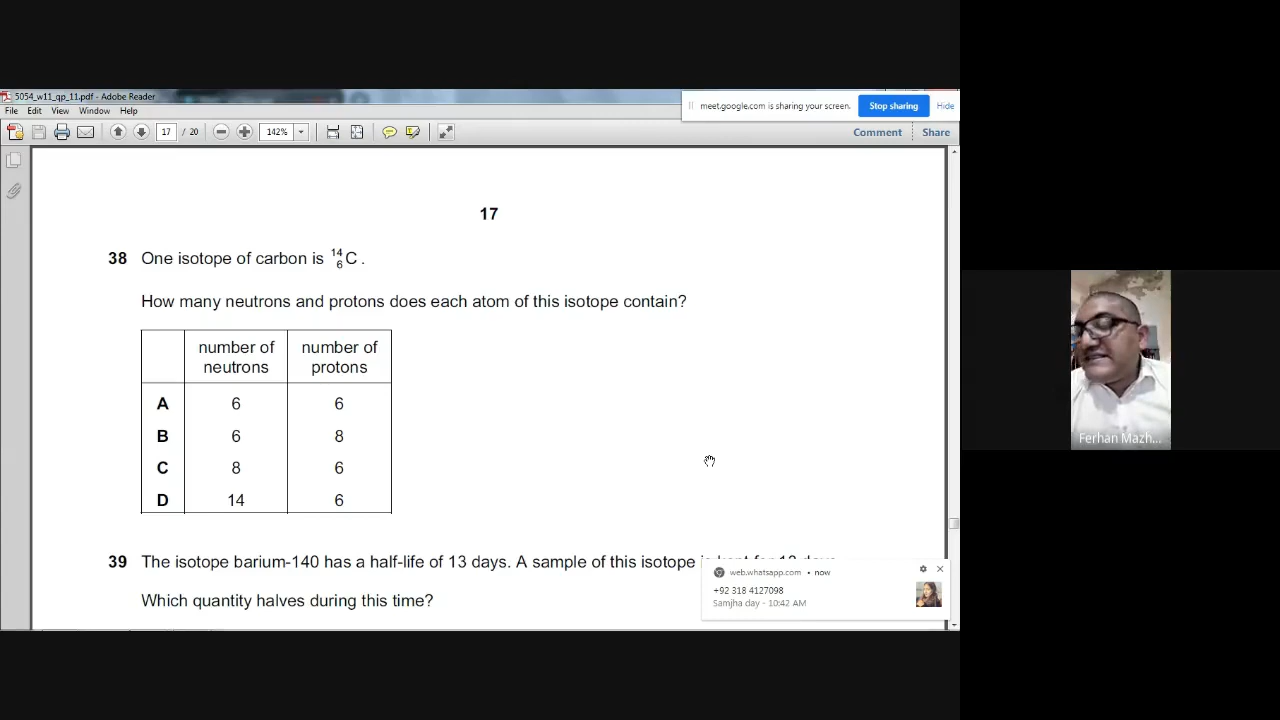 5054_w11_qp_11.pdf - Adobe Reader
File Edit View Window Help
meet.google.com is sharing your screen. Stop sharing Hide
17 / 20 142% Comment Share
17
38 One isotope of carbon is 14 6 C .
How many neutrons and protons does each atom of this isotope contain?
number of neutrons number of protons
A 6 6
B 6 8
C 8 6
D 14 6
39 The isotope barium-140 has a half-life of 13 days. A sample of this isotope
Which quantity halves during this time?
web.whatsapp.com • now
+92 318 4127098
Samjha day - 10:42 AM
Ferhan Mazh...